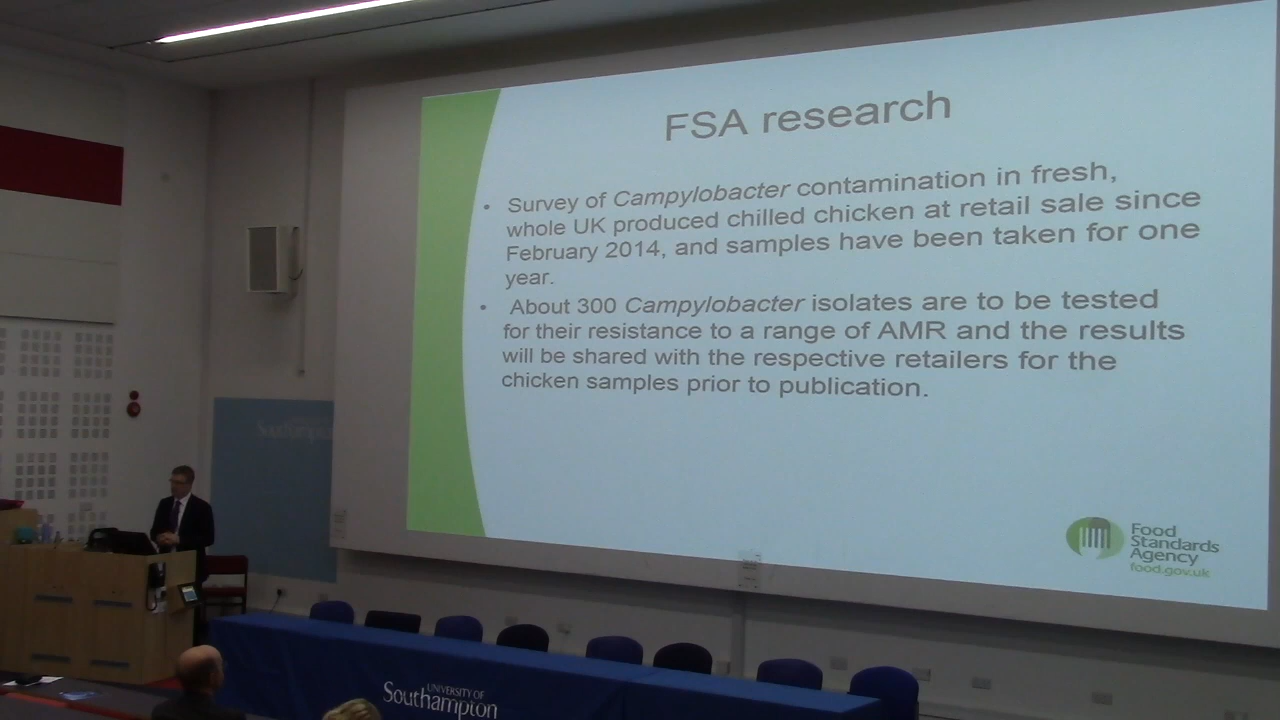 FSA research
• Survey of Campylobacter contamination in fresh,
whole UK produced chilled chicken at retail sale since
February 2014, and samples have been taken for one
year.
• About 300 Campylobacter isolates are to be tested
for their resistance to a range of AMR and the results
will be shared with the respective retailers for the
chicken samples prior to publication.
Food
Standards
Agency
food.gov.uk
Southampton
UNIVERSITY OF
Southampton